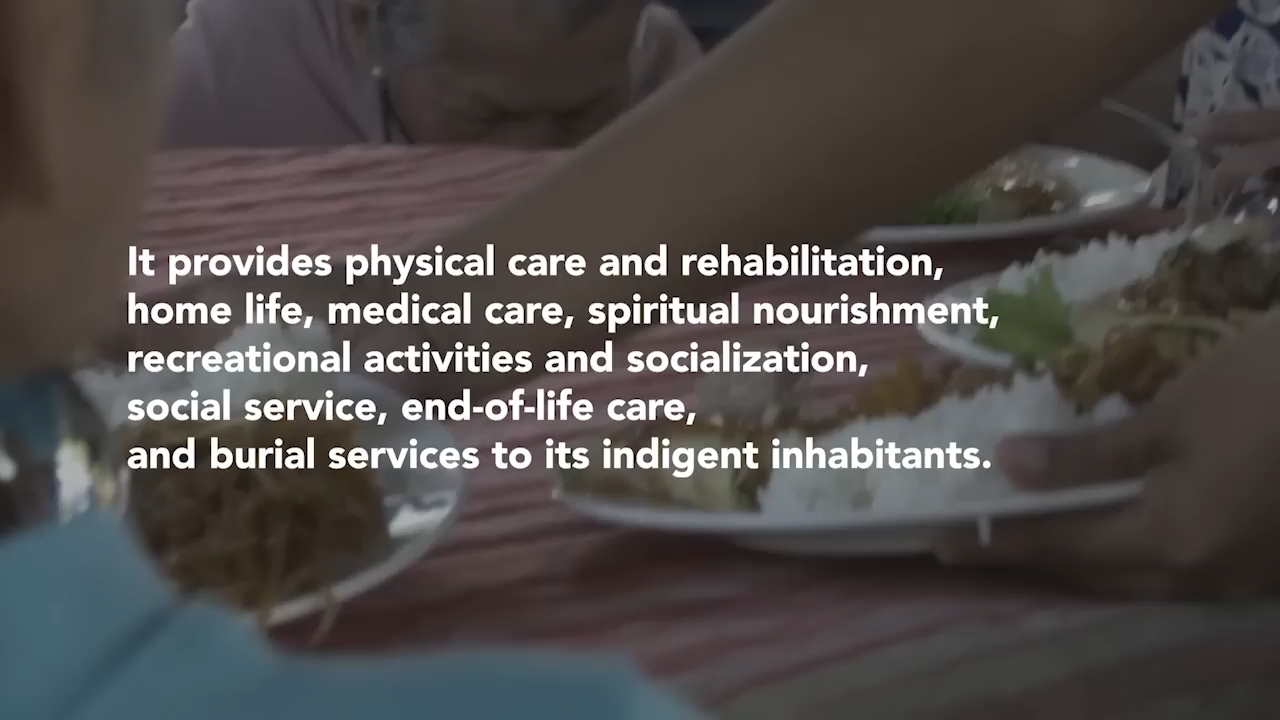 It provides physical care and rehabilitation,
home life, medical care, spiritual nourishment,
recreational activities and socialization,
social service, end-of-life care,
and burial services to its indigent inhabitants.